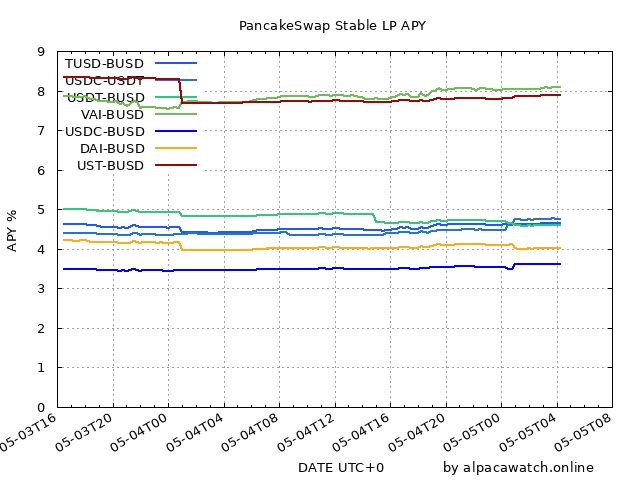 PancakeSwap Stable LP APY
TUSD-BUSD
USDC-USDT
USDT-BUSD
VAI-BUSD
USDC-BUSD
DAI-BUSD
UST-BUSD
9
8
7
6
5
4
3
2
1
0
APY %
05-03T16
05-03T20
05-04T00
05-04T04
05-04T08
05-04T12
05-04T16
05-04T20
05-05T00
05-05T04
05-05T08
DATE UTC+0
by alpacawatch.online